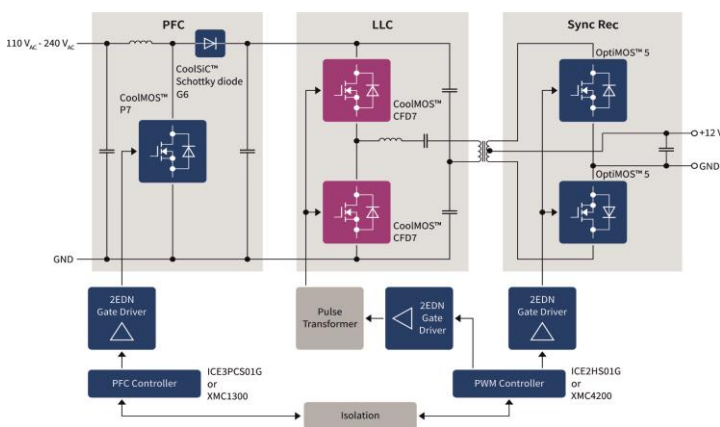 PFC
LLC
Sync Rec
110 VAC - 240 VAC
CoolSiC™
Schottky diode
G6
CoolMOS™
P7
CoolMOS™
CFD7
CoolMOS™
CFD7
OptiMOS™ 5
OptiMOS™ 5
+12 V
GND
GND
2EDN
Gate Driver
Pulse
Transformer
2EDN
Gate
Driver
2EDN
Gate Driver
PFC Controller
ICE3PCS01G
or
XMC1300
PWM Controller
ICE2HS01G
or
XMC4200
Isolation